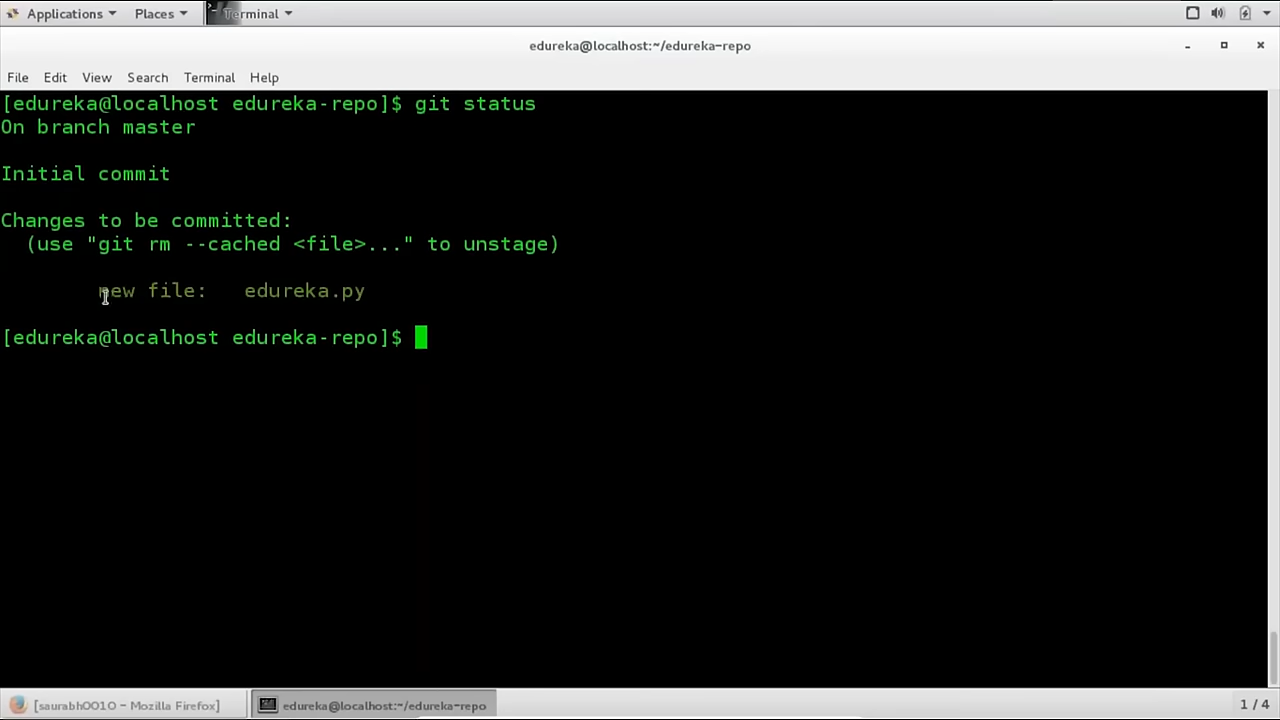 Applications Places Terminal
edureka@localhost:~/edureka-repo
File Edit View Search Terminal Help
[edureka@localhost edureka-repo]$ git status
On branch master
Initial commit
Changes to be committed:
(use "git rm --cached <file>..." to unstage)
new file: edureka.py
[edureka@localhost edureka-repo]$
[saurabh0010 - Mozilla Firefox] edureka@localhost:~/edureka-repo 1 / 4